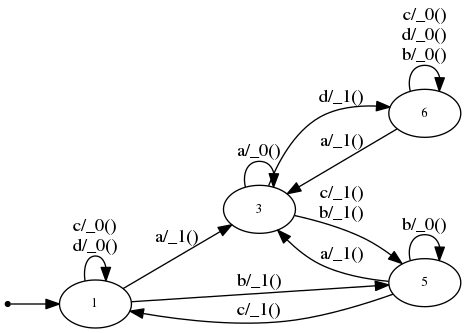 c/_0()
d/_0()
b/_0()
6
d/_1()
a/_1()
a/_0()
3
c/_1()
b/_1()
a/_1()
c/_0()
d/_0()
b/_0()
a/_1()
5
b/_1()
1
c/_1()